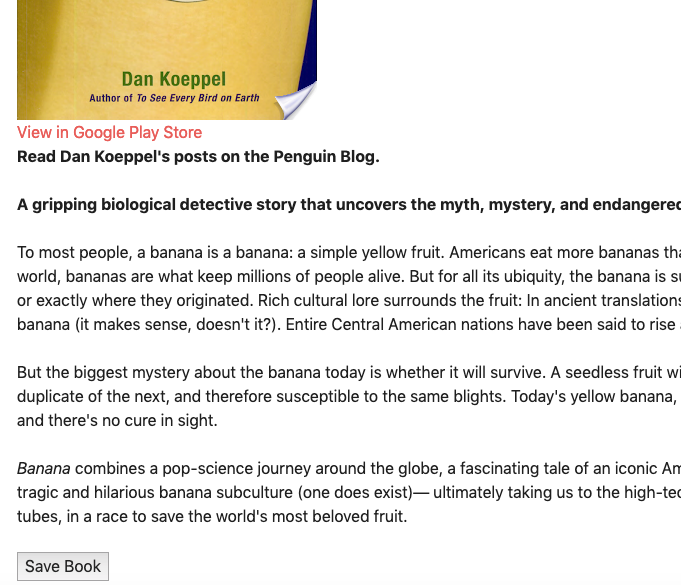 Dan Koeppel
Author of To See Every Bird on Earth
View in Google Play Store
Read Dan Koeppel's posts on the Penguin Blog.
A gripping biological detective story that uncovers the myth, mystery, and endangered
To most people, a banana is a banana: a simple yellow fruit. Americans eat more bananas
world, bananas are what keep millions of people alive. But for all its ubiquity, the banana is
or exactly where they originated. Rich cultural lore surrounds the fruit: In ancient translations
banana (it makes sense, doesn't it?). Entire Central American nations have been said to rise
But the biggest mystery about the banana today is whether it will survive. A seedless fruit
duplicate of the next, and therefore susceptible to the same blights. Today's yellow banana,
and there's no cure in sight.
Banana combines a pop-science journey around the globe, a fascinating tale of an iconic
tragic and hilarious banana subculture (one does exist)— ultimately taking us to the
tubes, in a race to save the world's most beloved fruit.
Save Book